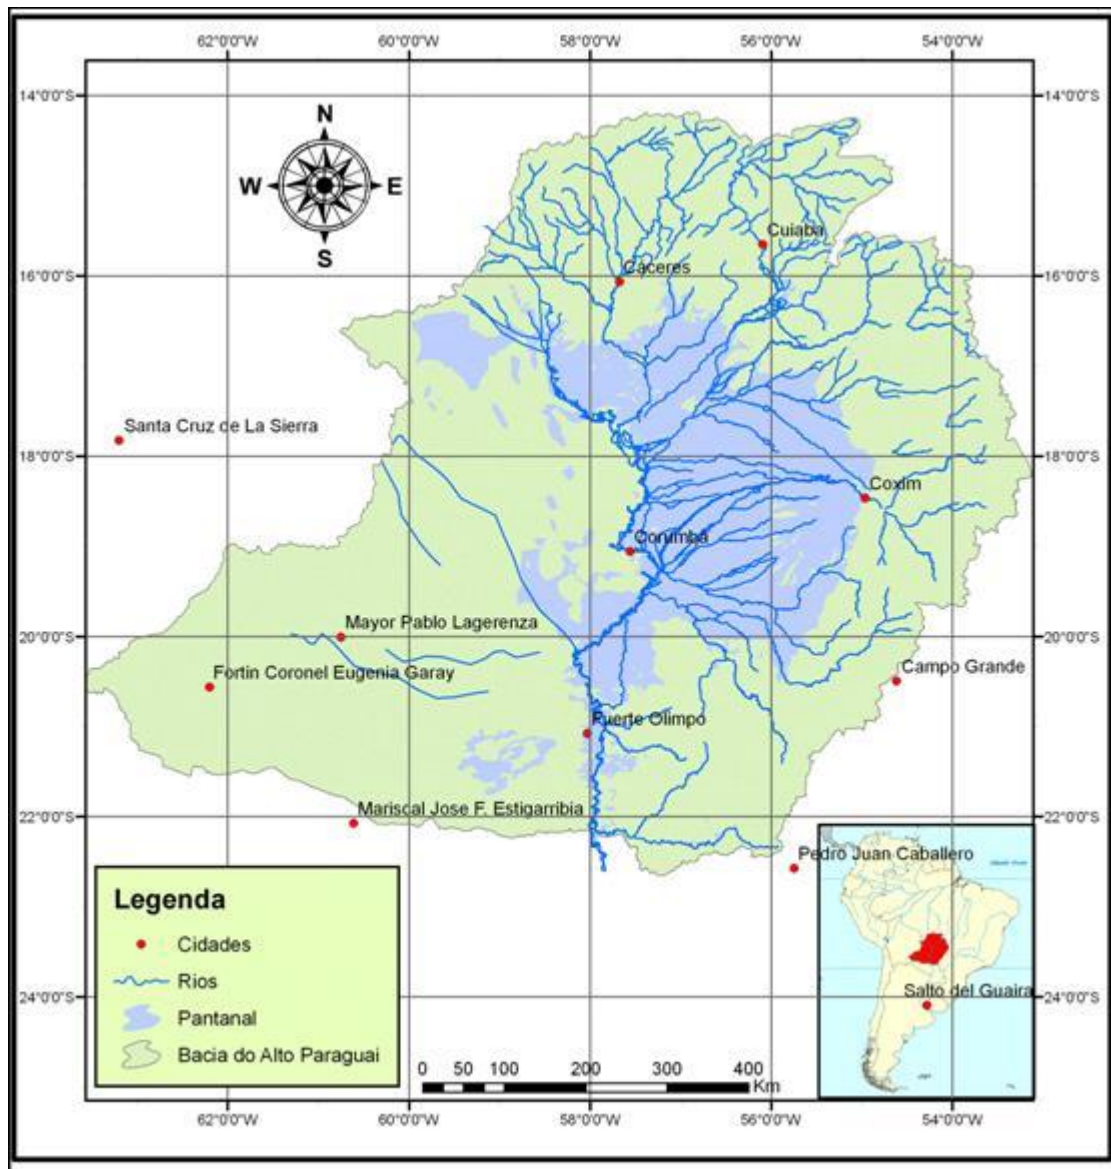 62°0'0"W 60°0'0"W 58°0'0"W 56°0'0"W 54°0'0"W
14°0'0"S 14°0'0"S
N
W E
S
Cuiaba
Caceres
16°0'0"S 16°0'0"S
Santa Cruz de La Sierra
18°0'0"S 18°0'0"S
Coxim
Corumba
Mayor Pablo Lagerenza
20°0'0"S 20°0'0"S
Campo Grande
Fortin Coronel Eugenia Garay
Fuerte Olimpo
Mariscal Jose F. Estigarribia
22°0'0"S 22°0'0"S
Pedro Juan Caballero
Legenda
Cidades
Rios
Pantanal
Bacia do Alto Paraguai
Salto del Guaira
24°0'0"S 24°0'0"S
0 50 100 200 300 400
Km
62°0'0"W 60°0'0"W 58°0'0"W 56°0'0"W 54°0'0"W